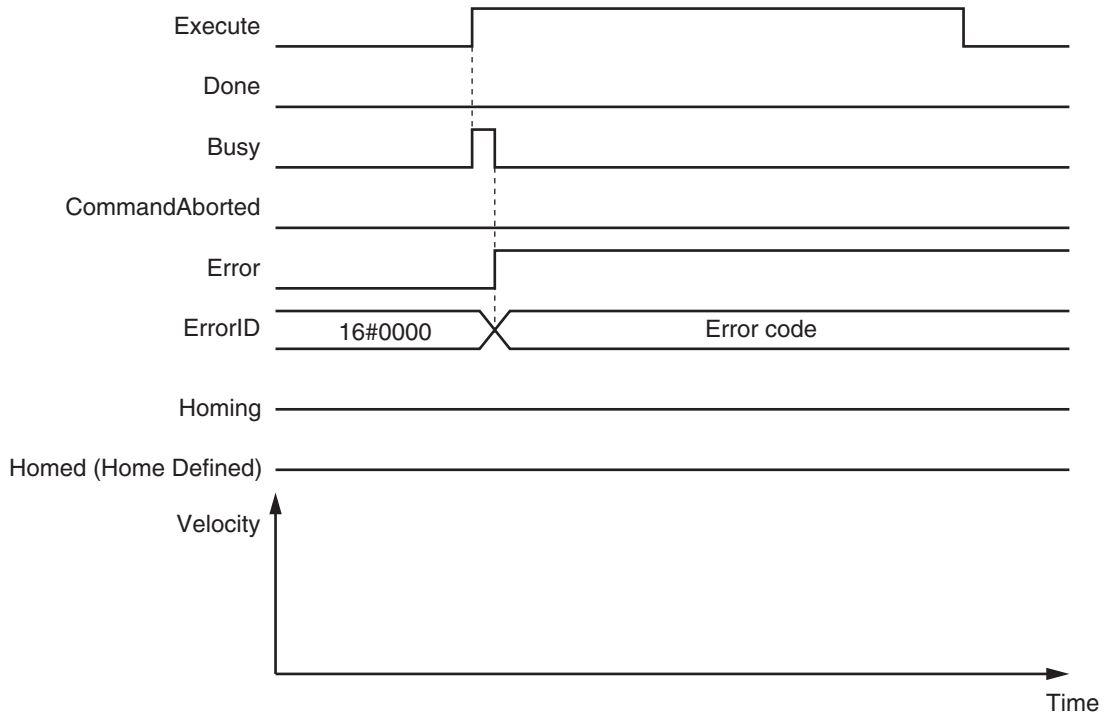 Execute
Done
Busy
CommandAborted
Error
ErrorID
16#0000
Error code
Homing
Homed (Home Defined)
Velocity
Time